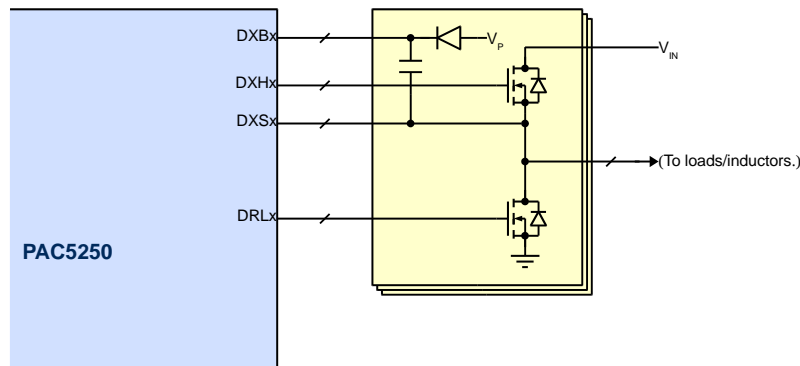 DXBx
V_P
V_IN
DXHx
DXSx
(To loads/inductors.)
DRLx
PAC5250